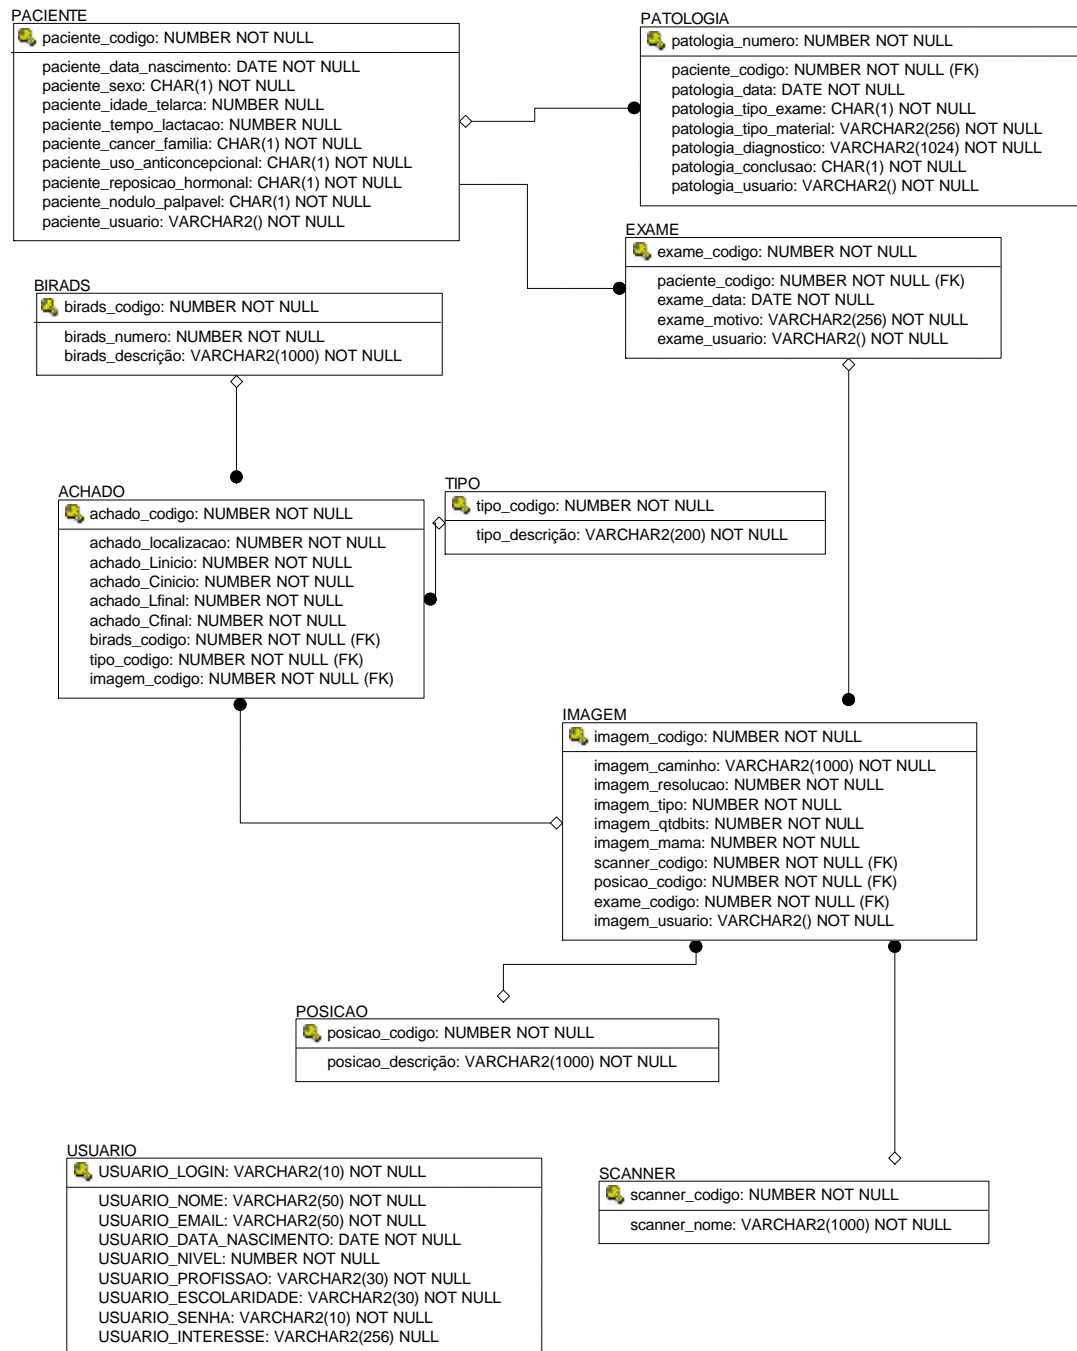 PACIENTE
paciente_codigo: NUMBER NOT NULL
paciente_data_nascimento: DATE NOT NULL
paciente_sexo: CHAR(1) NOT NULL
paciente_idade_telarca: NUMBER NULL
paciente_tempo_lactacao: NUMBER NULL
paciente_cancer_familia: CHAR(1) NOT NULL
paciente_uso_anticoncepcional: CHAR(1) NOT NULL
paciente_reposicao_hormonal: CHAR(1) NOT NULL
paciente_nodulo_palpavel: CHAR(1) NOT NULL
paciente_usuario: VARCHAR2() NOT NULL
PATOLOGIA
patologia_numero: NUMBER NOT NULL
paciente_codigo: NUMBER NOT NULL (FK)
patologia_data: DATE NOT NULL
patologia_tipo_exame: CHAR(1) NOT NULL
patologia_tipo_material: VARCHAR2(256) NOT NULL
patologia_diagnostico: VARCHAR2(1024) NOT NULL
patologia_conclusao: CHAR(1) NOT NULL
patologia_usuario: VARCHAR2() NOT NULL
EXAME
exame_codigo: NUMBER NOT NULL
paciente_codigo: NUMBER NOT NULL (FK)
exame_data: DATE NOT NULL
exame_motivo: VARCHAR2(256) NOT NULL
exame_usuario: VARCHAR2() NOT NULL
BIRADS
birads_codigo: NUMBER NOT NULL
birads_numero: NUMBER NOT NULL
birads_descrição: VARCHAR2(1000) NOT NULL
ACHADO
achado_codigo: NUMBER NOT NULL
achado_localizacao: NUMBER NOT NULL
achado_Linicio: NUMBER NOT NULL
achado_Cinicio: NUMBER NOT NULL
achado_Lfinal: NUMBER NOT NULL
achado_Cfinal: NUMBER NOT NULL
birads_codigo: NUMBER NOT NULL (FK)
tipo_codigo: NUMBER NOT NULL (FK)
imagem_codigo: NUMBER NOT NULL (FK)
TIPO
tipo_codigo: NUMBER NOT NULL
tipo_descrição: VARCHAR2(200) NOT NULL
IMAGEM
imagem_codigo: NUMBER NOT NULL
imagem_caminho: VARCHAR2(1000) NOT NULL
imagem_resolucao: NUMBER NOT NULL
imagem_tipo: NUMBER NOT NULL
imagem_qtdbits: NUMBER NOT NULL
imagem_mama: NUMBER NOT NULL
scanner_codigo: NUMBER NOT NULL (FK)
posicao_codigo: NUMBER NOT NULL (FK)
exame_codigo: NUMBER NOT NULL (FK)
imagem_usuario: VARCHAR2() NOT NULL
POSICAO
posicao_codigo: NUMBER NOT NULL
posicao_descrição: VARCHAR2(1000) NOT NULL
USUARIO
USUARIO_LOGIN: VARCHAR2(10) NOT NULL
USUARIO_NOME: VARCHAR2(50) NOT NULL
USUARIO_EMAIL: VARCHAR2(50) NOT NULL
USUARIO_DATA_NASCIMENTO: DATE NOT NULL
USUARIO_NIVEL: NUMBER NOT NULL
USUARIO_PROFISSAO: VARCHAR2(30) NOT NULL
USUARIO_ESCOLARIDADE: VARCHAR2(30) NOT NULL
USUARIO_SENHA: VARCHAR2(10) NOT NULL
USUARIO_INTERESSE: VARCHAR2(256) NULL
SCANNER
scanner_codigo: NUMBER NOT NULL
scanner_nome: VARCHAR2(1000) NOT NULL